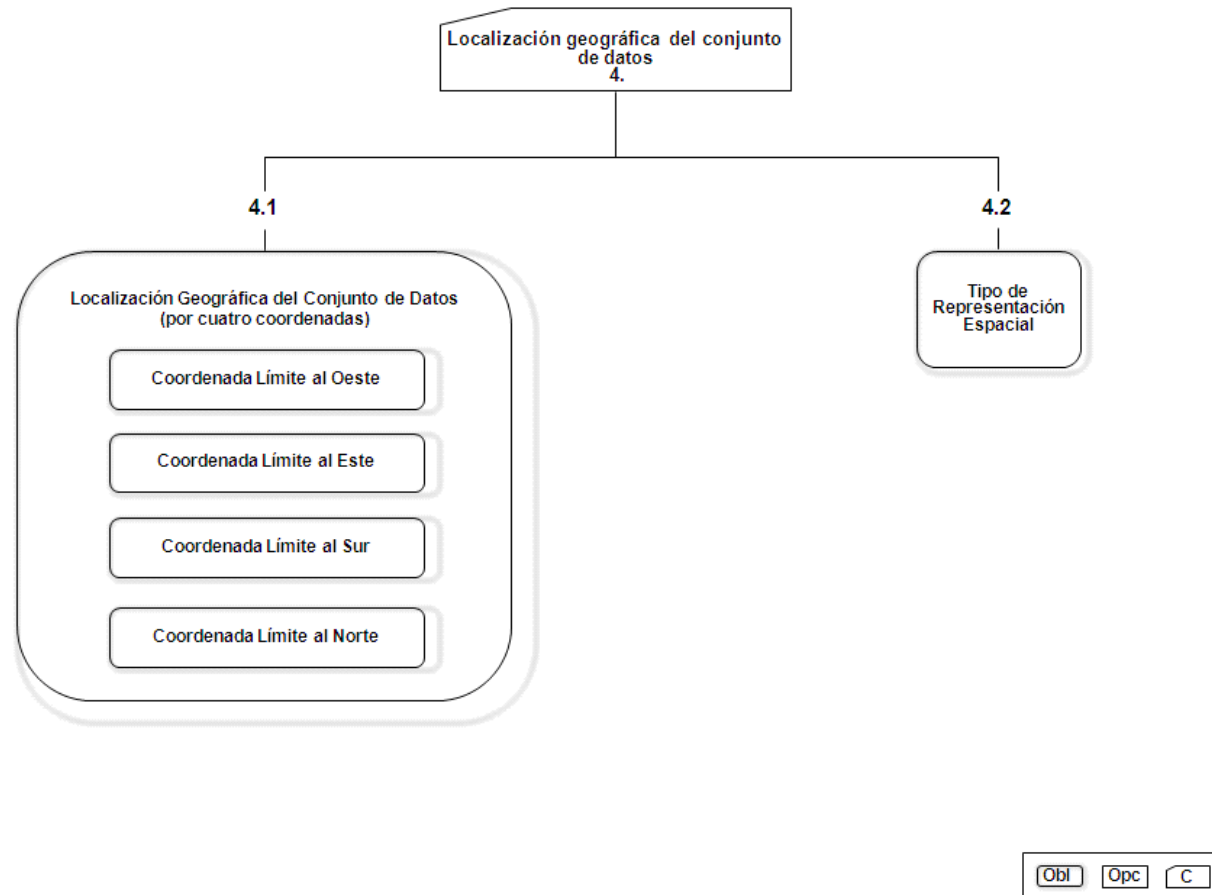 Localización geográfica del conjunto
de datos
4.
4.1
4.2
Localización Geográfica del Conjunto de Datos
(por cuatro coordenadas)
Coordenada Límite al Oeste
Coordenada Límite al Este
Coordenada Límite al Sur
Coordenada Límite al Norte
Tipo de
Representación
Espacial
Obl Opc C